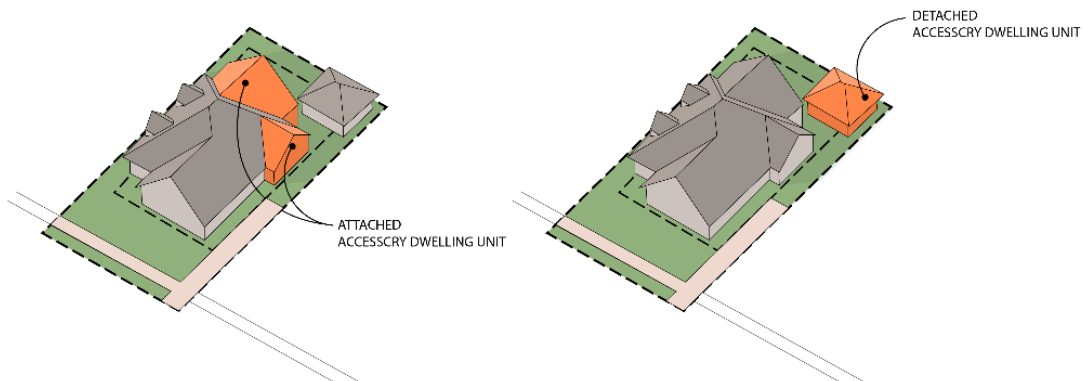 ATTACHED
ACCESSCRY DWELLING UNIT
DETACHED
ACCESSCRY DWELLING UNIT